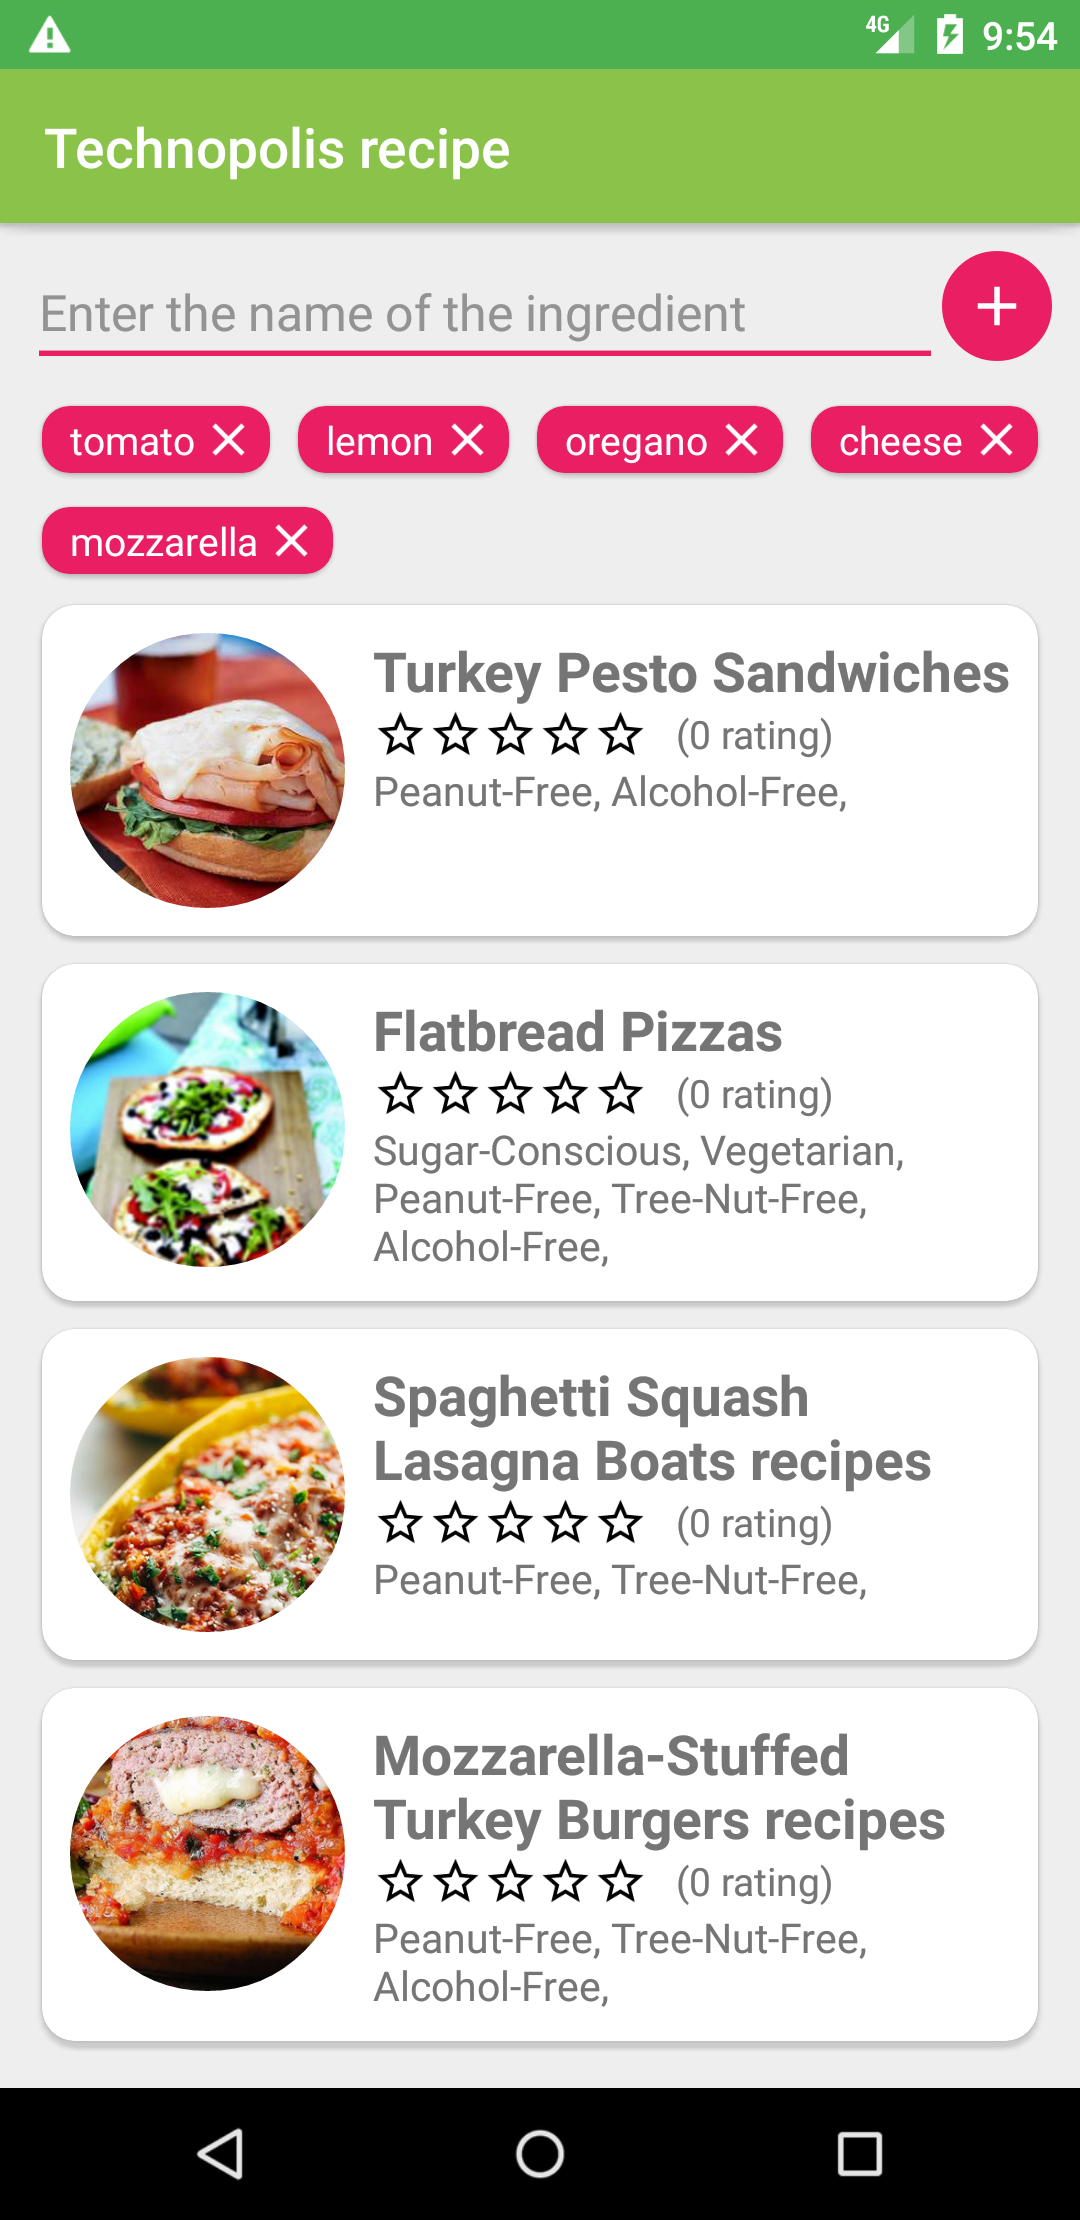 4G 9:54
Technopolis recipe
Enter the name of the ingredient
tomato lemon oregano cheese
mozzarella
Turkey Pesto Sandwiches
(0 rating)
Peanut-Free, Alcohol-Free,
Flatbread Pizzas
(0 rating)
Sugar-Conscious, Vegetarian,
Peanut-Free, Tree-Nut-Free,
Alcohol-Free,
Spaghetti Squash
Lasagna Boats recipes
(0 rating)
Peanut-Free, Tree-Nut-Free,
Mozzarella-Stuffed
Turkey Burgers recipes
(0 rating)
Peanut-Free, Tree-Nut-Free,
Alcohol-Free,